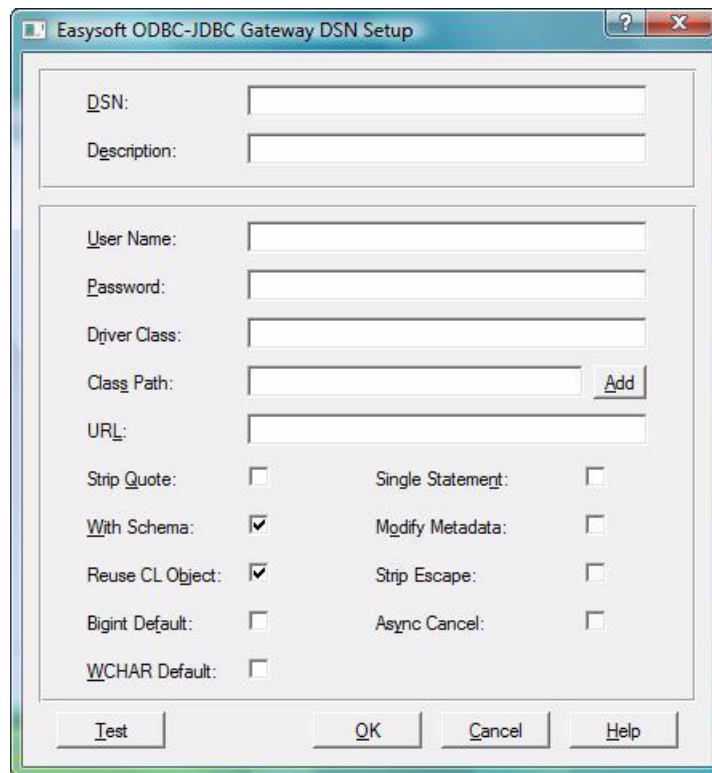 Easysoft ODBC-JDBC Gateway DSN Setup
DSN:
Description:
User Name:
Password:
Driver Class:
Class Path: Add
URL:
Strip Quote: Single Statement:
With Schema: Modify Metadata:
Reuse CL Object: Strip Escape:
Bigint Default: Async Cancel:
WCHAR Default:
Test OK Cancel Help